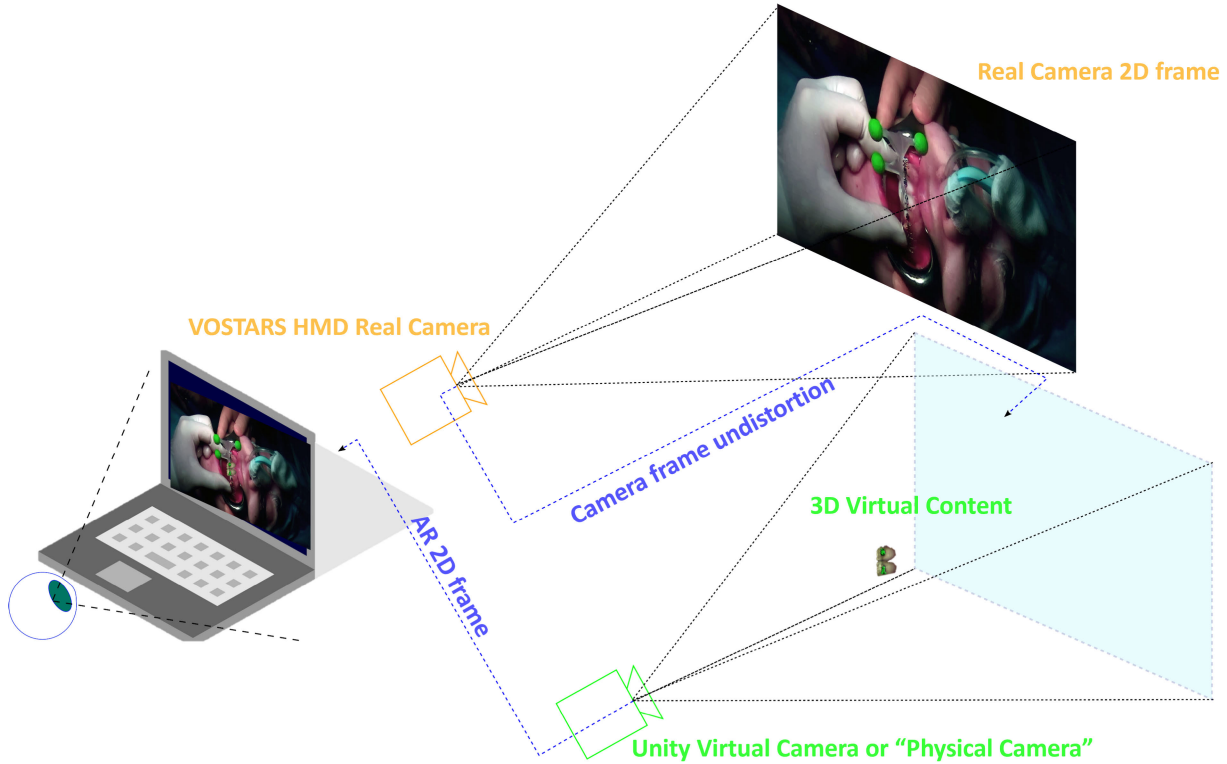 Real Camera 2D frame
VOSTARS HMD Real Camera
Camera frame undistortion
3D Virtual Content
AR 2D frame
Unity Virtual Camera or “Physical Camera”